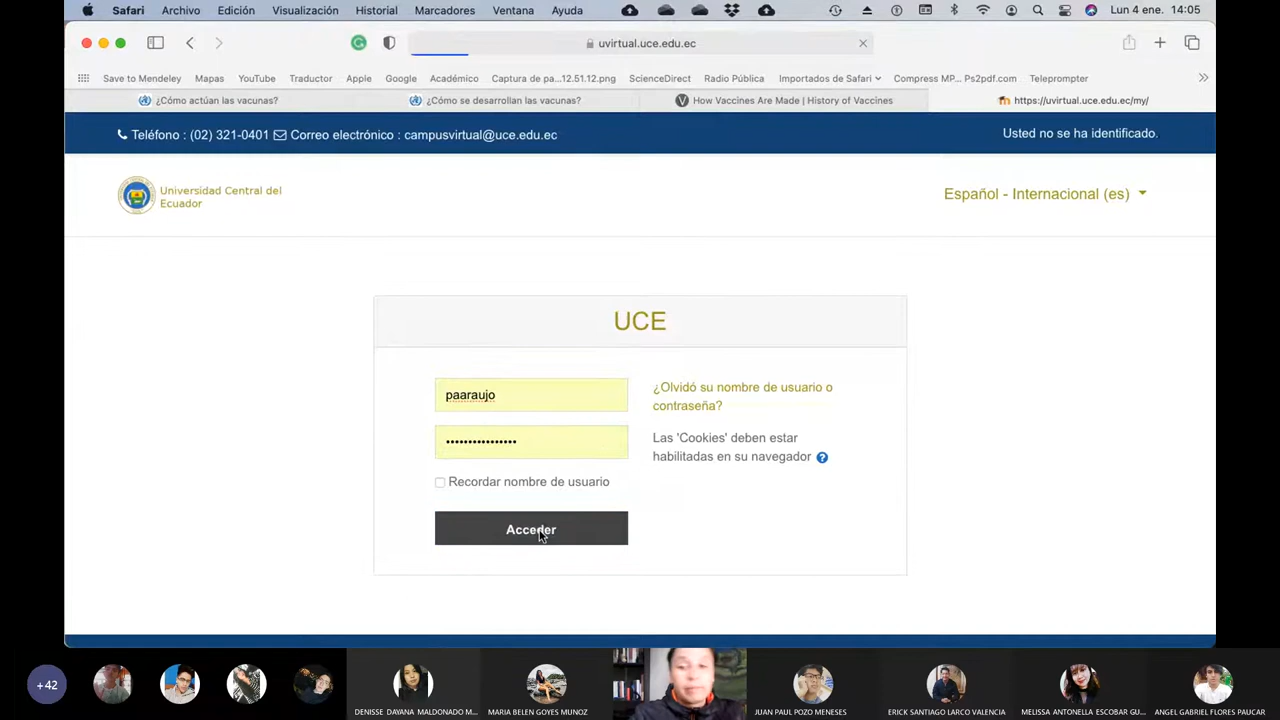 Safari Archivo Edición Visualización Historial Marcadores Ventana Ayuda Lun 4 ene. 14:05
uvirtual.uce.edu.ec
Save to Mendeley Mapas YouTube Traductor Apple Google Académico Captura de pa...12.51.12.png ScienceDirect Radio Pública Importados de Safari Compress MP... Ps2pdf.com Teleprompter
¿Cómo actúan las vacunas? ¿Cómo se desarrollan las vacunas? How Vaccines Are Made | History of Vaccines https://uvirtual.uce.edu.ec/my/
Teléfono : (02) 321-0401 Correo electrónico : campusvirtual@uce.edu.ec Usted no se ha identificado.
Universidad Central del
Ecuador
Español - Internacional (es)
UCE
paaraujo
¿Olvidó su nombre de usuario o
contraseña?
••••••••••••••••
Las 'Cookies' deben estar
habilitadas en su navegador
Recordar nombre de usuario
Acceder
+42
DENISSE DAYANA MALDONADO M... MARIA BELEN GOYES MUNOZ JUAN PAUL POZO MENESES ERICK SANTIAGO LARCO VALENCIA MELISSA ANTONELLA ESCOBAR GU... ANGEL GABRIEL FLORES PAUCAR